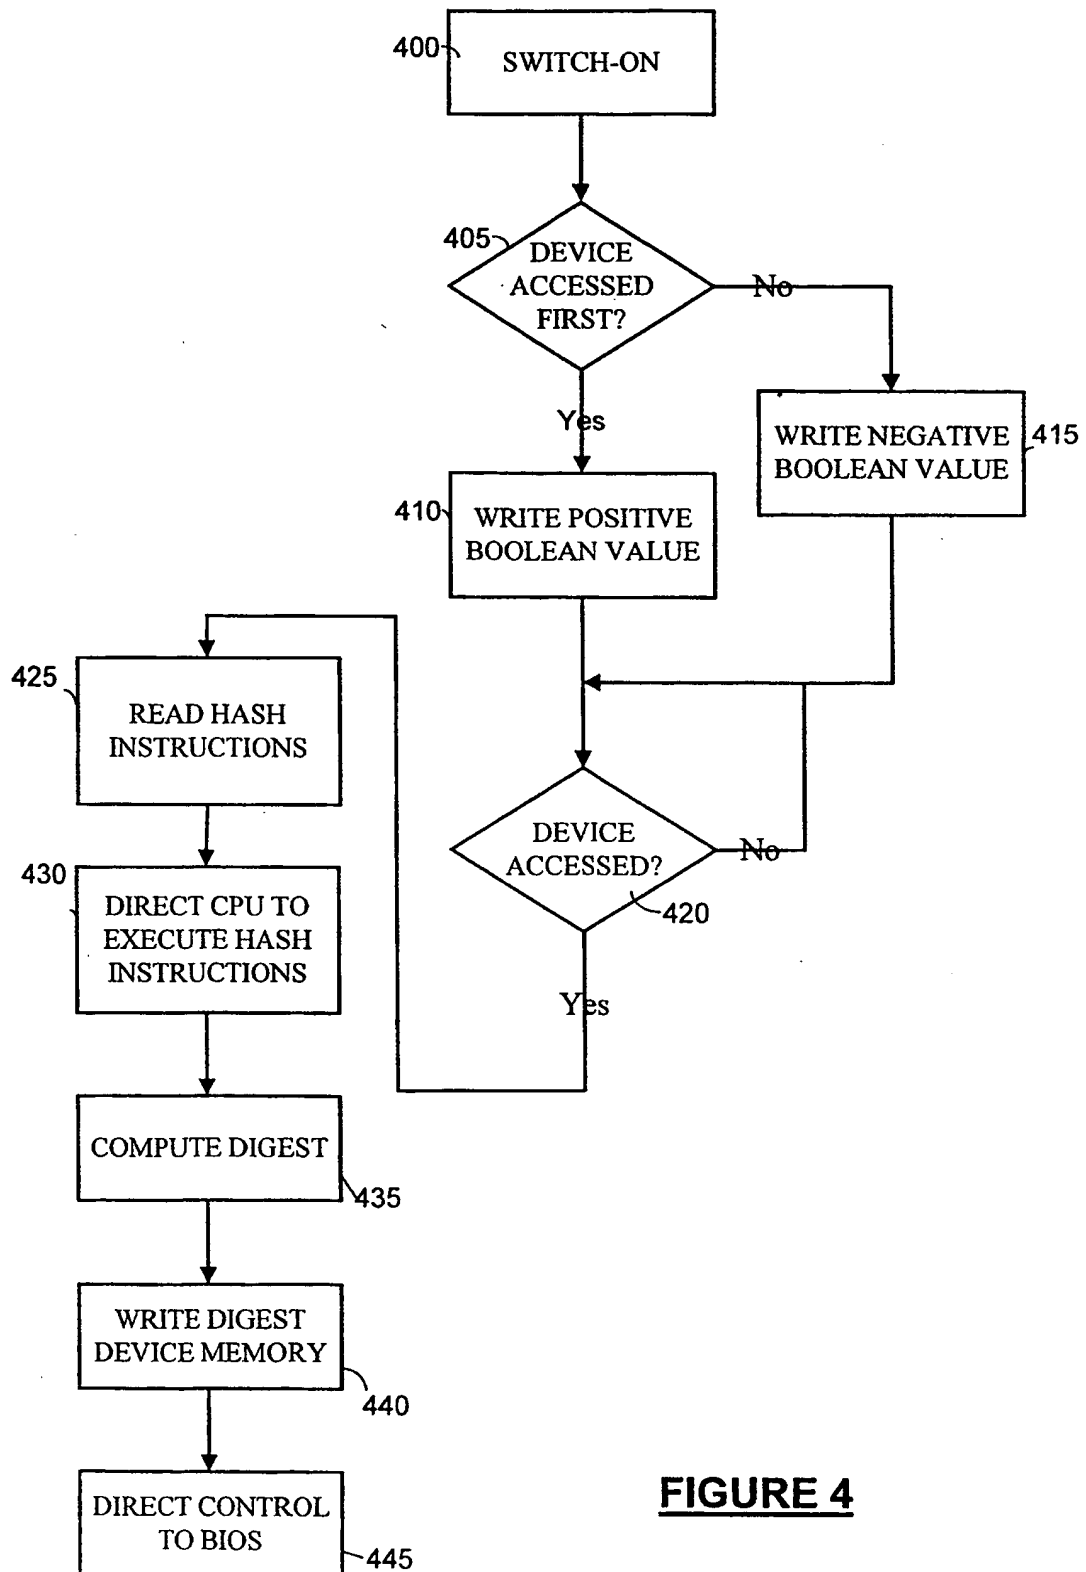 400
SWITCH-ON
405
DEVICE
ACCESSED
FIRST?
No
Yes
WRITE NEGATIVE
BOOLEAN VALUE
415
410
WRITE POSITIVE
BOOLEAN VALUE
425
READ HASH
INSTRUCTIONS
DEVICE
ACCESSED?
No
420
430
DIRECT CPU TO
EXECUTE HASH
INSTRUCTIONS
Yes
COMPUTE DIGEST
435
WRITE DIGEST
DEVICE MEMORY
440
DIRECT CONTROL
TO BIOS
445
FIGURE 4